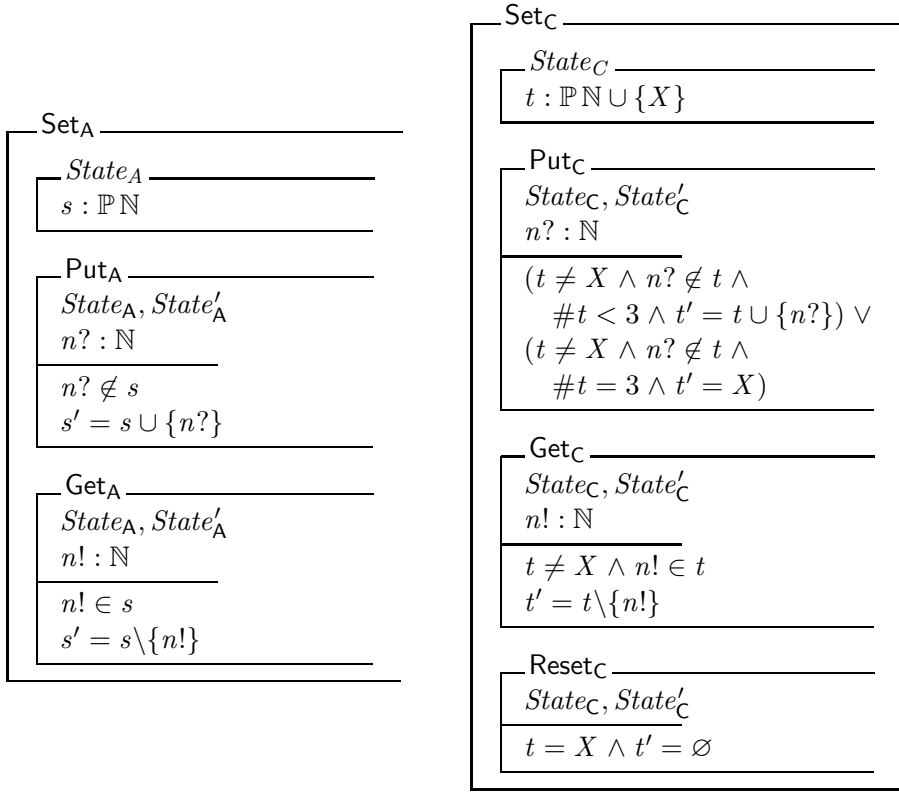 Set_A
State_A
s : ℙ ℕ
Put_A
State_A, State′_A
n? : ℕ
n? ∉ s
s′ = s ∪ {n?}
Get_A
State_A, State′_A
n! : ℕ
n! ∈ s
s′ = s\{n!}
Set_C
State_C
t : ℙ ℕ ∪ {X}
Put_C
State_C, State′_C
n? : ℕ
(t ≠ X ∧ n? ∉ t ∧
#t < 3 ∧ t′ = t ∪ {n?}) ∨
(t ≠ X ∧ n? ∉ t ∧
#t = 3 ∧ t′ = X)
Get_C
State_C, State′_C
n! : ℕ
t ≠ X ∧ n! ∈ t
t′ = t\{n!}
Reset_C
State_C, State′_C
t = X ∧ t′ = ∅